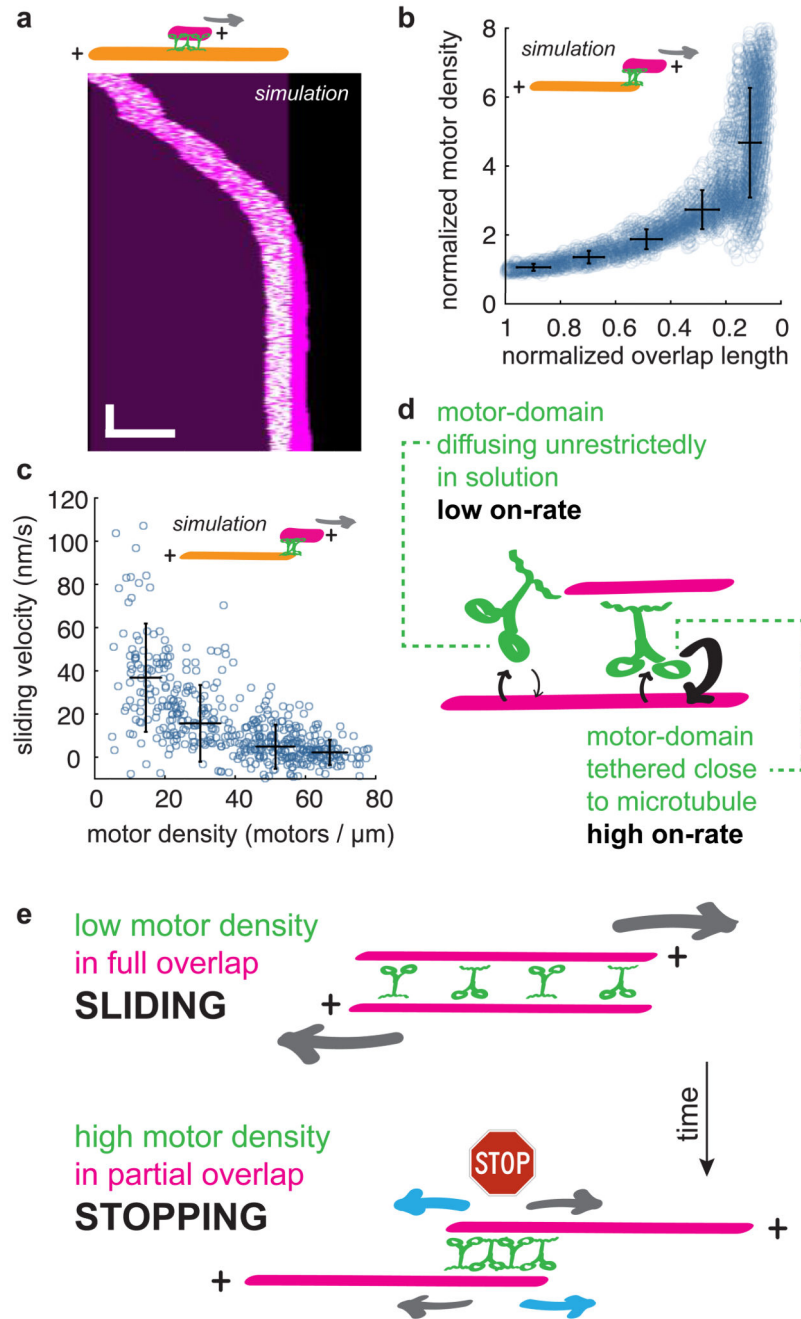 a
+
+
simulation
b
simulation
+
+
normalized motor density
8
6
4
2
0
1
0.8
0.6
0.4
0.2
0
normalized overlap length
c
simulation
+
+
sliding velocity (nm/s)
120
100
80
60
40
20
0
0
20
40
60
80
motor density (motors / µm)
d
motor-domain
diffusing unrestrictedly
in solution
low on-rate
motor-domain
tethered close
to microtubule
high on-rate
e
low motor density
in full overlap
SLIDING
+
+
time
high motor density
in partial overlap
STOPPING
STOP
+
+